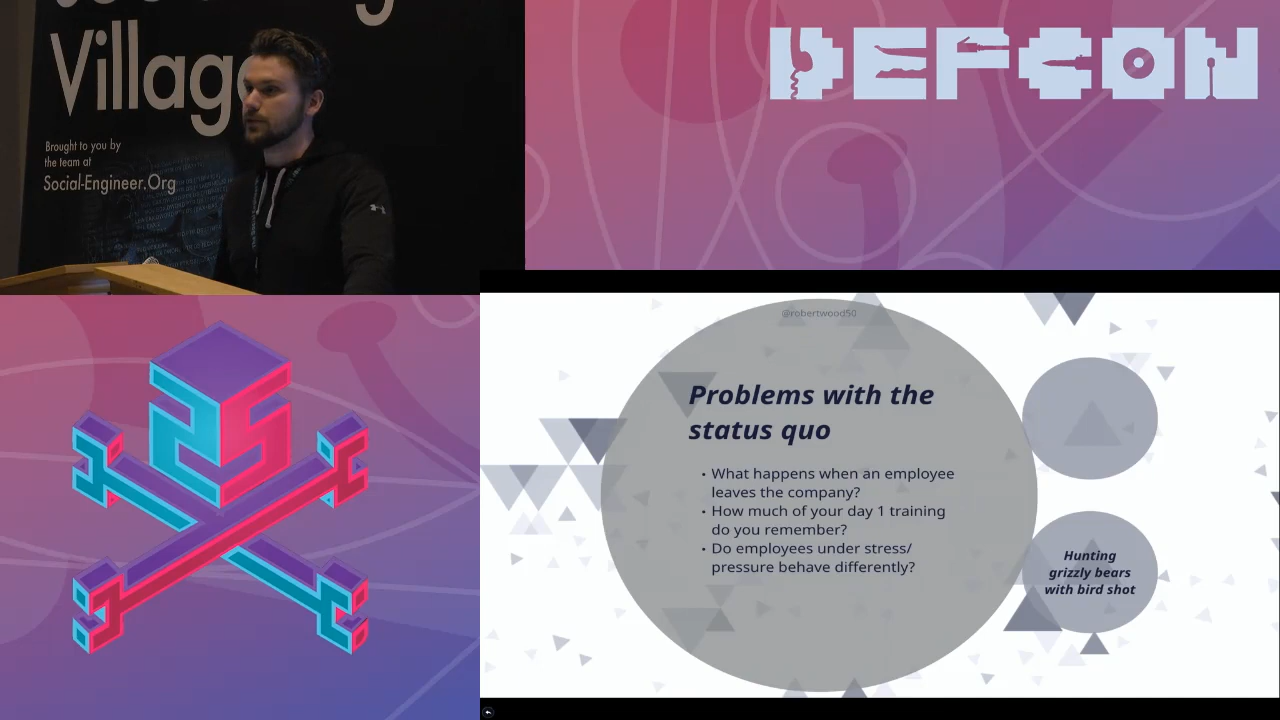 Village
Brought to you by
the team at
Social-Engineer.Org
DEFCON
@robertwood50
Problems with the
status quo
• What happens when an employee
leaves the company?
• How much of your day 1 training
do you remember?
• Do employees under stress/
pressure behave differently?
Hunting
grizzly bears
with bird shot